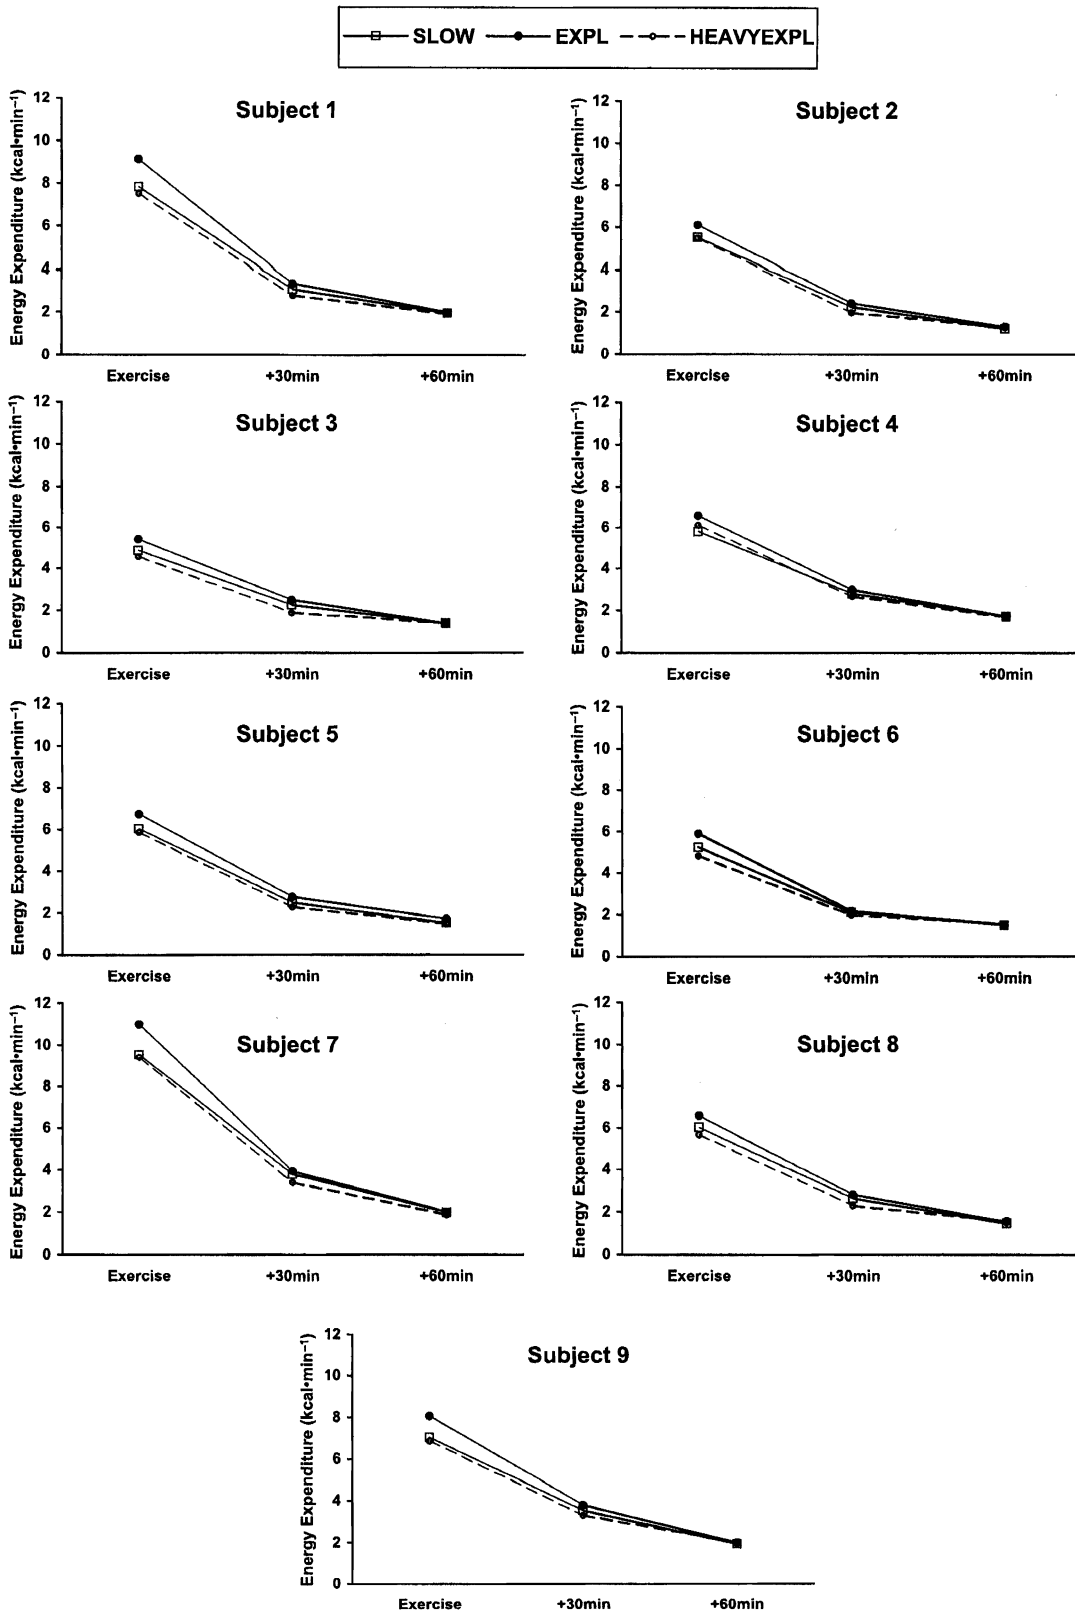 SLOW EXPL HEAVYEXPL
Subject 1
Energy Expenditure (kcal•min⁻¹)
12
10
8
6
4
2
0
Exercise +30min +60min
Subject 2
Energy Expenditure (kcal•min⁻¹)
12
10
8
6
4
2
0
Exercise +30min +60min
Subject 3
Energy Expenditure (kcal•min⁻¹)
12
10
8
6
4
2
0
Exercise +30min +60min
Subject 4
Energy Expenditure (kcal•min⁻¹)
12
10
8
6
4
2
0
Exercise +30min +60min
Subject 5
Energy Expenditure (kcal•min⁻¹)
12
10
8
6
4
2
0
Exercise +30min +60min
Subject 6
Energy Expenditure (kcal•min⁻¹)
12
10
8
6
4
2
0
Exercise +30min +60min
Subject 7
Energy Expenditure (kcal•min⁻¹)
12
10
8
6
4
2
0
Exercise +30min +60min
Subject 8
Energy Expenditure (kcal•min⁻¹)
12
10
8
6
4
2
0
Exercise +30min +60min
Subject 9
Energy Expenditure (kcal•min⁻¹)
12
10
8
6
4
2
0
Exercise +30min +60min